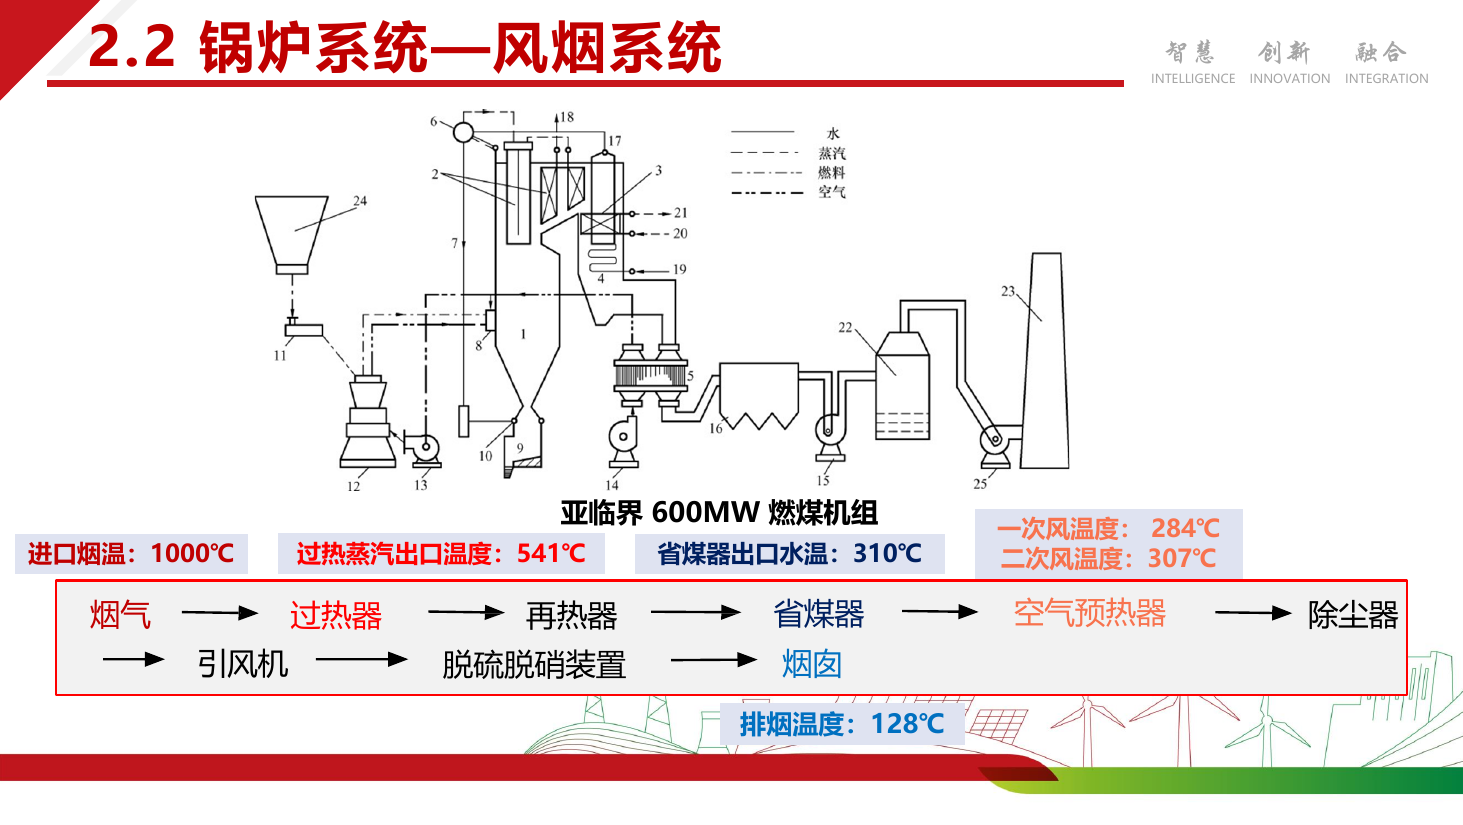 2.2 锅炉系统—风烟系统
智慧 创新 融合
INTELLIGENCE INNOVATION INTEGRATION
6
18
17
水
蒸汽
燃料
空气
2
3
24
21
20
7
19
4
23
22
8
1
11
5
16
10
9
12
13
14
15
25
亚临界 600MW 燃煤机组
进口烟温：1000℃
过热蒸汽出口温度：541℃
省煤器出口水温：310℃
一次风温度： 284℃
二次风温度：307℃
烟气 过热器 再热器 省煤器 空气预热器 除尘器
引风机 脱硫脱硝装置 烟囱
排烟温度：128℃